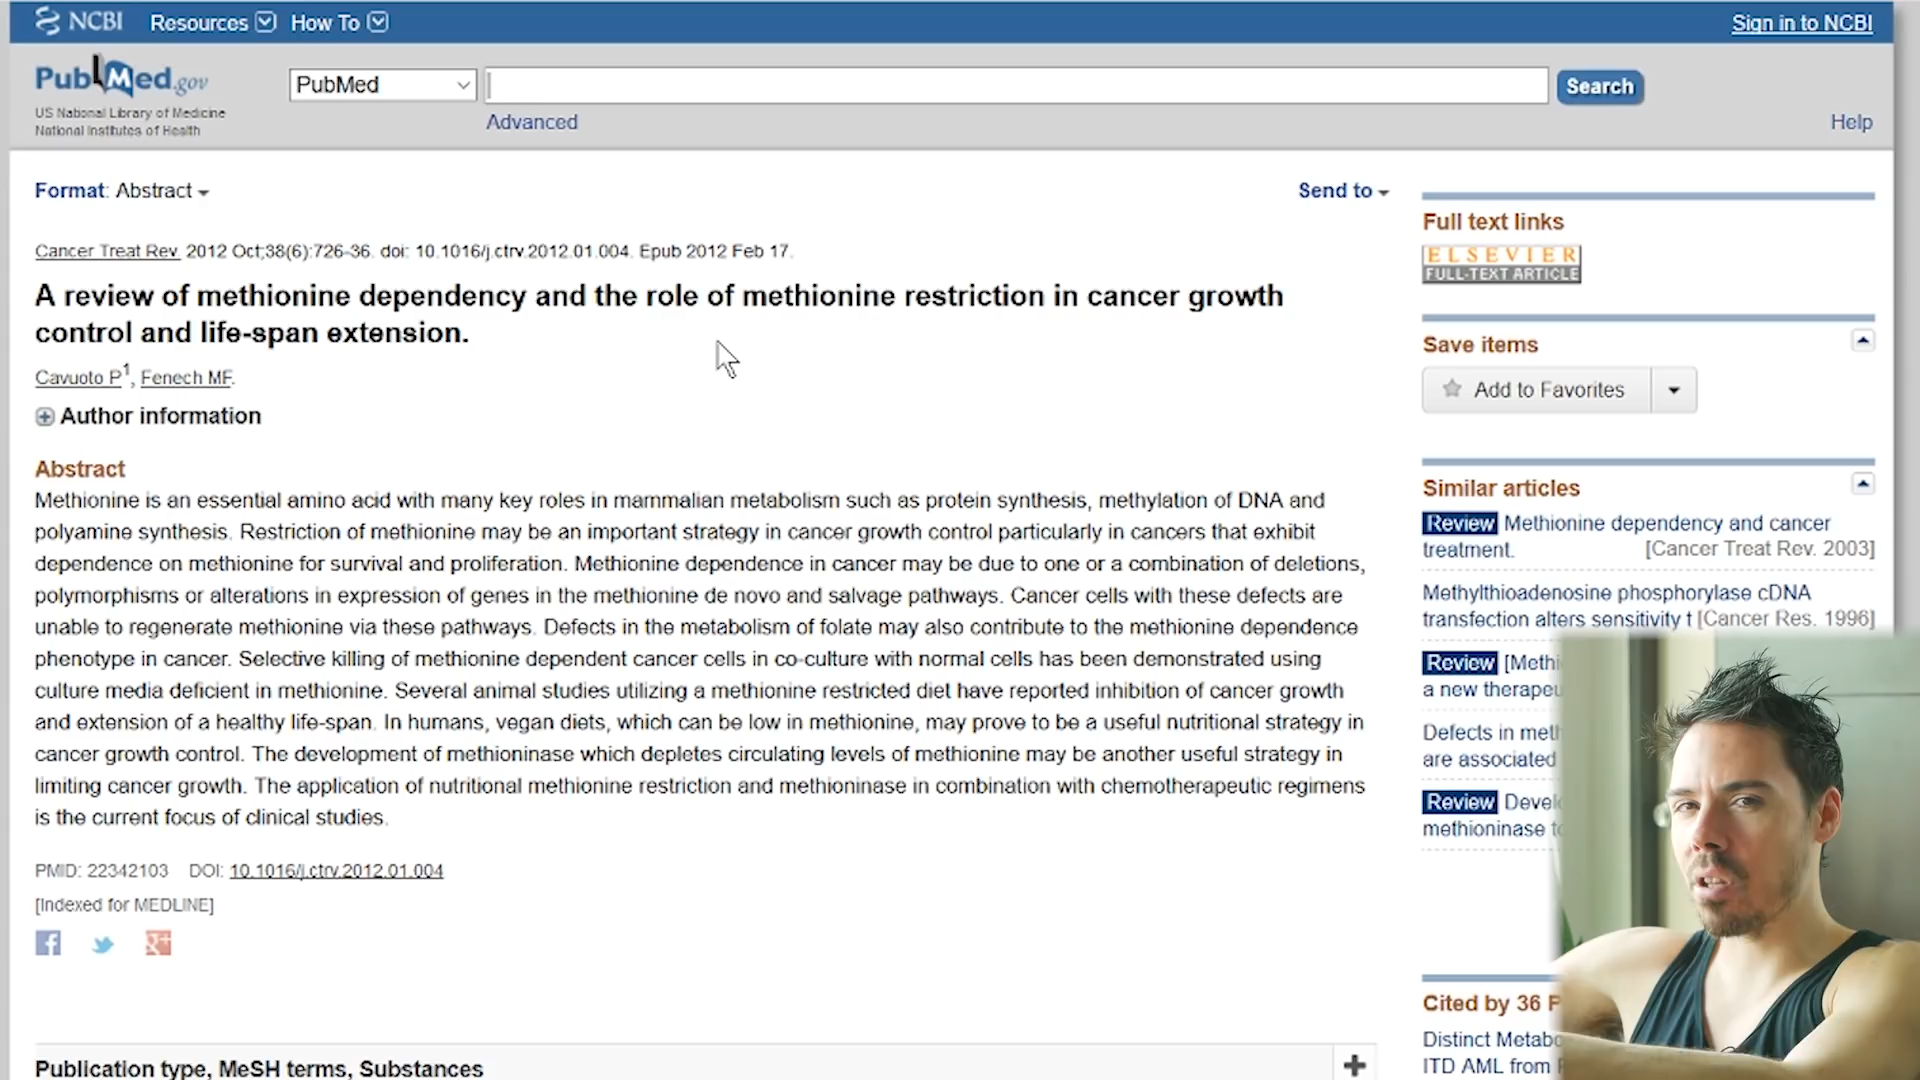 NCBI Resources How To Sign in to NCBI
PubMed.gov
US National Library of Medicine
National Institutes of Health
PubMed
Search
Advanced
Help
Format: Abstract
Send to
Cancer Treat Rev. 2012 Oct;38(6):726-36. doi: 10.1016/j.ctrv.2012.01.004. Epub 2012 Feb 17.
A review of methionine dependency and the role of methionine restriction in cancer growth
control and life-span extension.
Cavuoto P1, Fenech MF.
Author information
Abstract
Methionine is an essential amino acid with many key roles in mammalian metabolism such as protein synthesis, methylation of DNA and
polyamine synthesis. Restriction of methionine may be an important strategy in cancer growth control particularly in cancers that exhibit
dependence on methionine for survival and proliferation. Methionine dependence in cancer may be due to one or a combination of deletions,
polymorphisms or alterations in expression of genes in the methionine de novo and salvage pathways. Cancer cells with these defects are
unable to regenerate methionine via these pathways. Defects in the metabolism of folate may also contribute to the methionine dependence
phenotype in cancer. Selective killing of methionine dependent cancer cells in co-culture with normal cells has been demonstrated using
culture media deficient in methionine. Several animal studies utilizing a methionine restricted diet have reported inhibition of cancer growth
and extension of a healthy life-span. In humans, vegan diets, which can be low in methionine, may prove to be a useful nutritional strategy in
cancer growth control. The development of methioninase which depletes circulating levels of methionine may be another useful strategy in
limiting cancer growth. The application of nutritional methionine restriction and methioninase in combination with chemotherapeutic regimens
is the current focus of clinical studies.
PMID: 22342103 DOI: 10.1016/j.ctrv.2012.01.004
[Indexed for MEDLINE]
Publication type, MeSH terms, Substances
Full text links
ELSEVIER
FULL-TEXT ARTICLE
Save items
Add to Favorites
Similar articles
Review Methionine dependency and cancer
treatment. [Cancer Treat Rev. 2003]
Methylthioadenosine phosphorylase cDNA
transfection alters sensitivity t [Cancer Res. 1996]
Review [Methi
a new therapeu
Defects in meth
are associated
Review Develo
methioninase to
Cited by 36 P
Distinct Metabo
ITD AML from